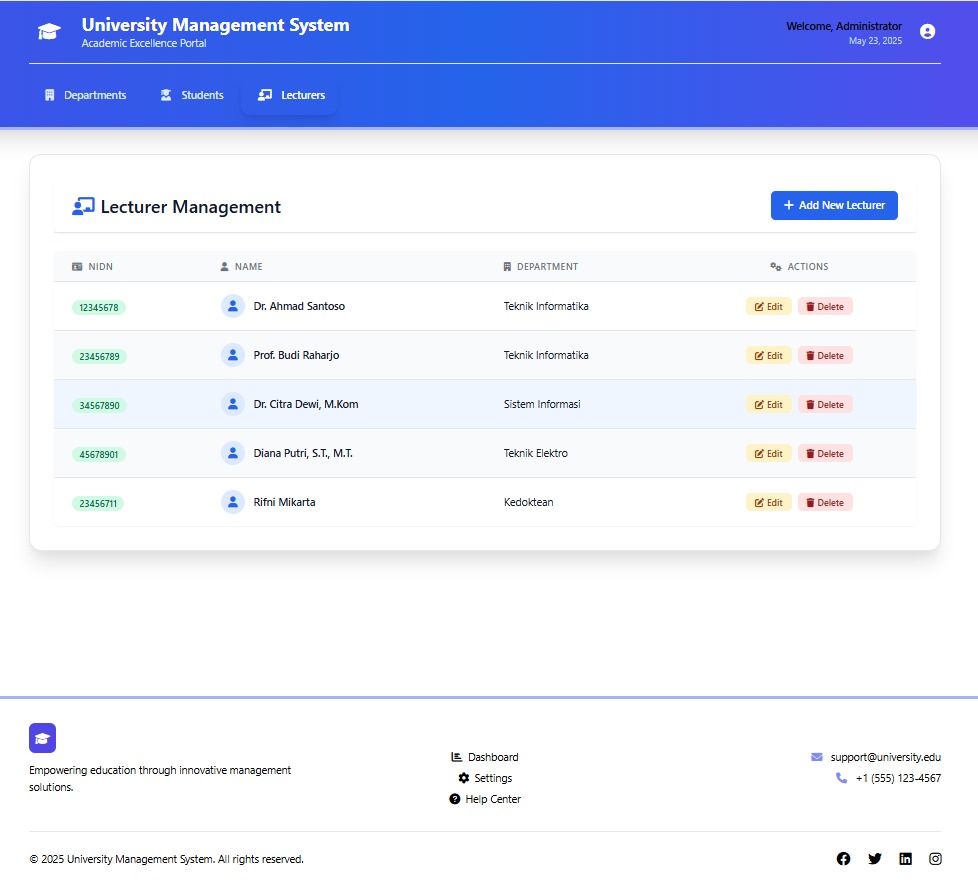 University Management System
Academic Excellence Portal
Welcome, Administrator
May 23, 2025
Departments Students Lecturers
Lecturer Management
Add New Lecturer
NIDN NAME DEPARTMENT ACTIONS
12345678 Dr. Ahmad Santoso Teknik Informatika Edit Delete
23456789 Prof. Budi Raharjo Teknik Informatika Edit Delete
34567890 Dr. Citra Dewi, M.Kom Sistem Informasi Edit Delete
45678901 Diana Putri, S.T., M.T. Teknik Elektro Edit Delete
23456711 Rifni Mikarta Kedoktean Edit Delete
Empowering education through innovative management
solutions.
Dashboard
Settings
Help Center
support@university.edu
+1 (555) 123-4567
© 2025 University Management System. All rights reserved.